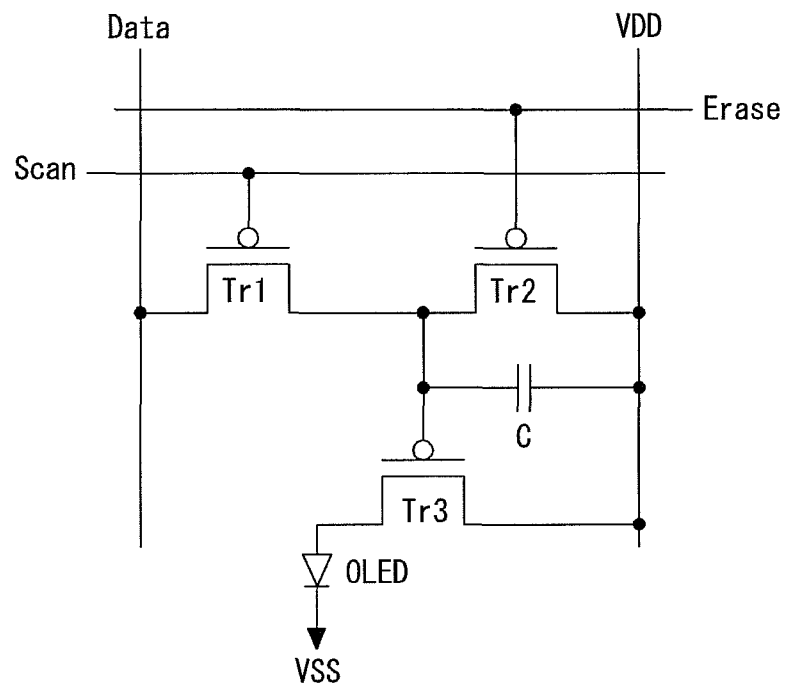 Data
VDD
Erase
Scan
Tr1
Tr2
C
Tr3
OLED
VSS